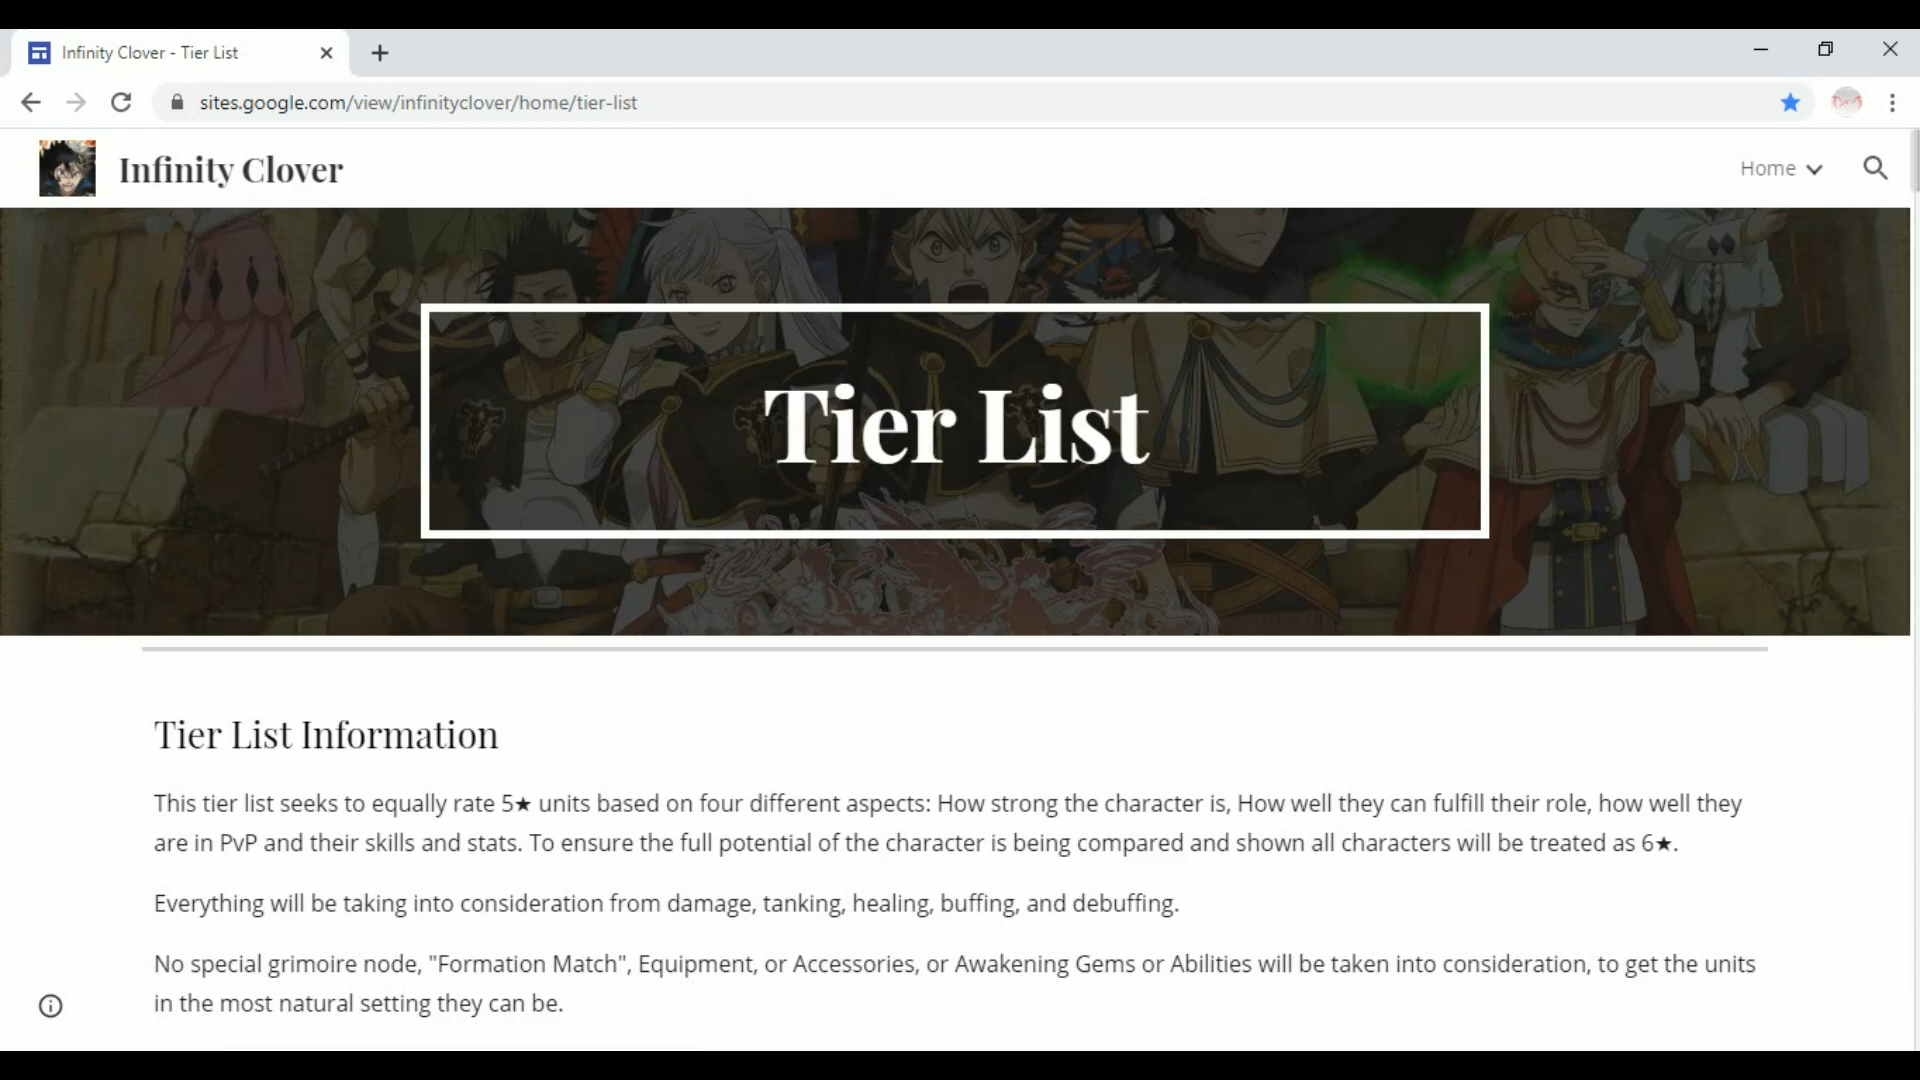 Infinity Clover - Tier List
sites.google.com/view/infinityclover/home/tier-list
Infinity Clover
Home
Tier List
Tier List Information
This tier list seeks to equally rate 5★ units based on four different aspects: How strong the character is, How well they can fulfill their role, how well they
are in PvP and their skills and stats. To ensure the full potential of the character is being compared and shown all characters will be treated as 6★.
Everything will be taking into consideration from damage, tanking, healing, buffing, and debuffing.
No special grimoire node, "Formation Match", Equipment, or Accessories, or Awakening Gems or Abilities will be taken into consideration, to get the units
in the most natural setting they can be.